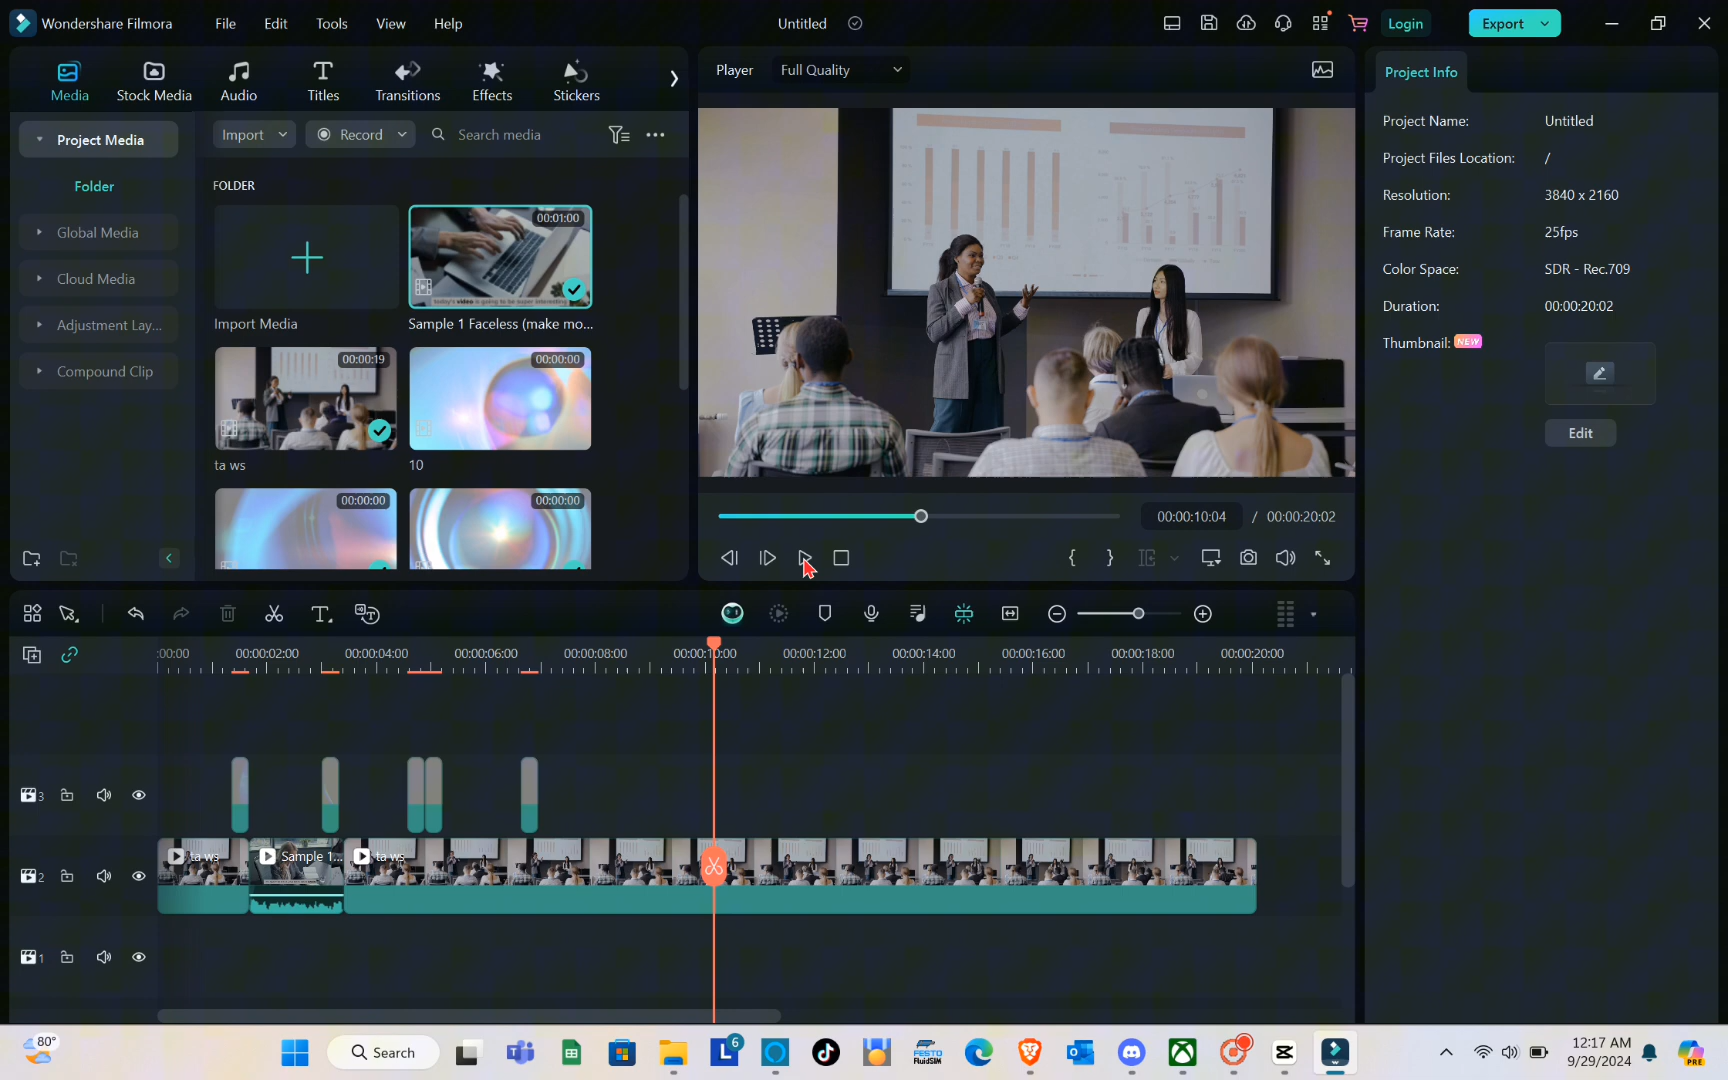 Wondershare Filmora File Edit Tools View Help Untitled Login Export
Media Stock Media Audio Titles Transitions Effects Stickers
Player Full Quality
Project Info
Project Media
Folder
Global Media
Cloud Media
Adjustment Lay...
Compound Clip
Import Record Search media
FOLDER
00:01:00
Import Media Sample 1 Faceless (make mo...
00:00:19 00:00:00
ta ws 10
00:00:00 00:00:00
00:00:10:04 / 00:00:20:02
Project Name: Untitled
Project Files Location: /
Resolution: 3840 x 2160
Frame Rate: 25fps
Color Space: SDR - Rec.709
Duration: 00:00:20:02
Thumbnail: NEW
Edit
:00:00 00:00:02:00 00:00:04:00 00:00:06:00 00:00:08:00 00:00:10:00 00:00:12:00 00:00:14:00 00:00:16:00 00:00:18:00 00:00:20:00
3
ta ws Sample 1... ta ws
2
1
80°
Search
6
FESTO
FluidSIM
12:17 AM
9/29/2024
PRE